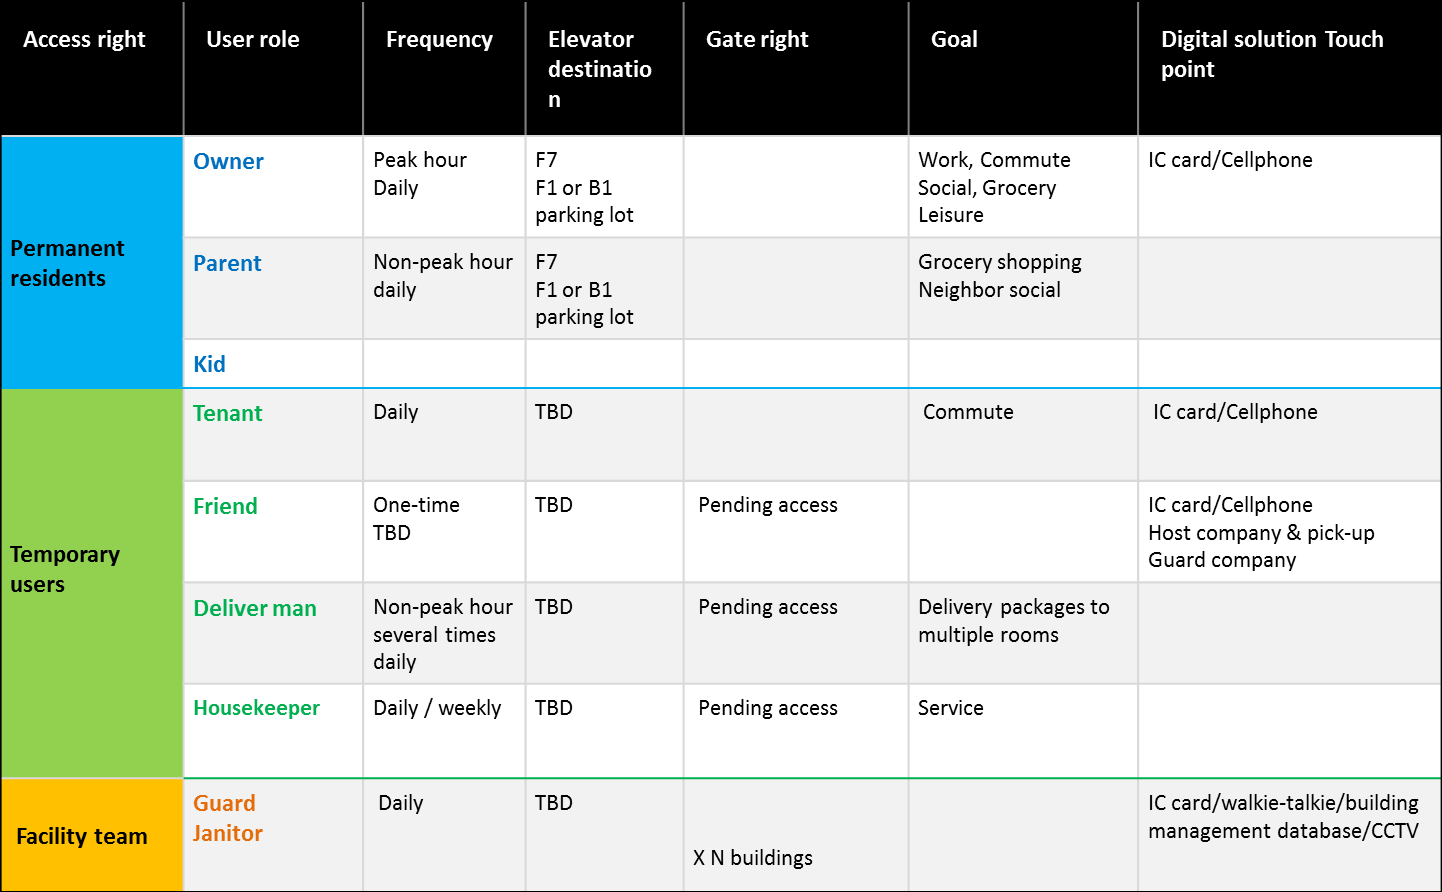 Access right
User role
Frequency
Elevator
destinatio
n
Gate right
Goal
Digital solution Touch
point
Permanent
residents
Owner
Peak hour
Daily
F7
F1 or B1
parking lot
Work, Commute
Social, Grocery
Leisure
IC card/Cellphone
Parent
Non-peak hour
daily
F7
F1 or B1
parking lot
Grocery shopping
Neighbor social
Kid
Temporary
users
Tenant
Daily
TBD
Commute
IC card/Cellphone
Friend
One-time
TBD
TBD
Pending access
IC card/Cellphone
Host company & pick-up
Guard company
Deliver man
Non-peak hour
several times
daily
TBD
Pending access
Delivery packages to
multiple rooms
Housekeeper
Daily / weekly
TBD
Pending access
Service
Facility team
Guard
Janitor
Daily
TBD
X N buildings
IC card/walkie-talkie/building
management database/CCTV